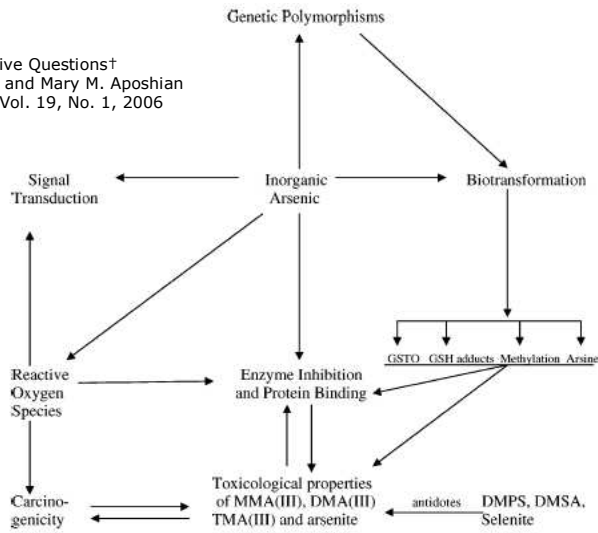 Genetic Polymorphisms
ive Questions†
and Mary M. Aposhian
Vol. 19, No. 1, 2006
Signal
Transduction
Inorganic
Arsenic
Biotransformation
GSTO GSH adducts Methylation Arsine
Reactive
Oxygen
Species
Enzyme Inhibition
and Protein Binding
Carcino-
genicity
Toxicological properties
of MMA(III), DMA(III)
TMA(III) and arsenite
antidotes
DMPS, DMSA,
Selenite